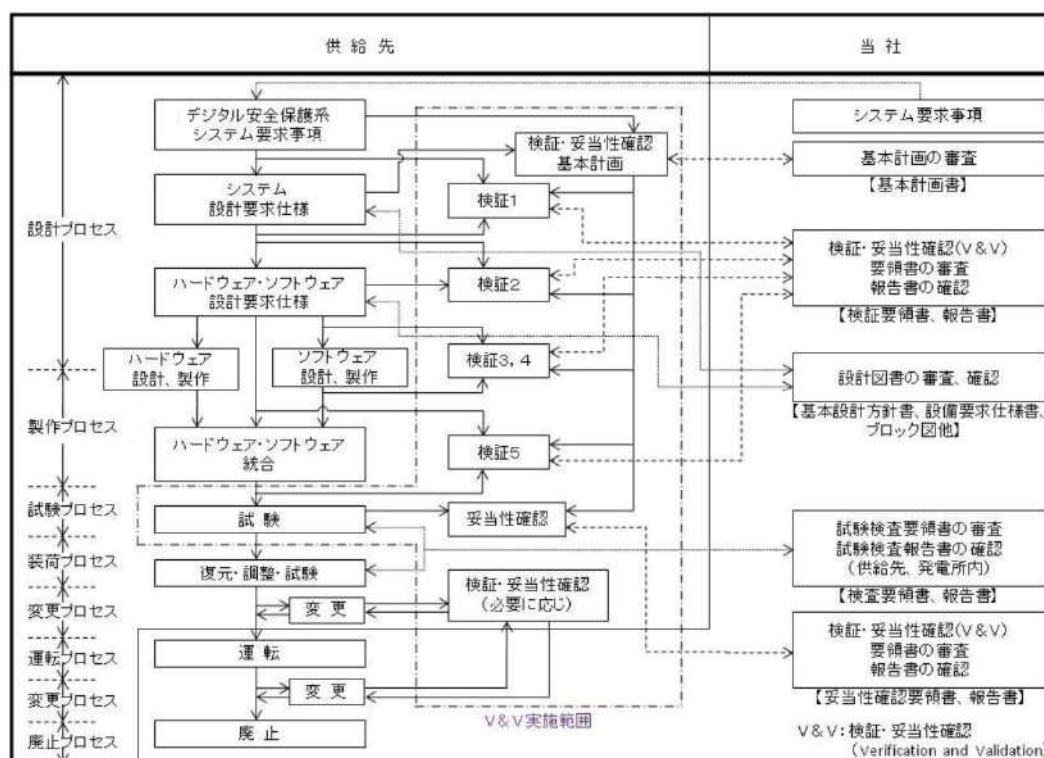 供 給 先
当 社
設計プロセス
製作プロセス
試験プロセス
装荷プロセス
変更プロセス
運転プロセス
変更プロセス
廃止プロセス
デジタル安全保護系
システム要求事項
システム
設計要求仕様
ハードウェア・ソフトウェア
設計要求仕様
ハードウェア
設計、製作
ソフトウェア
設計、製作
ハードウェア・ソフトウェア
統合
試 験
復元・調整・試験
変 更
運 転
変 更
廃 止
検証・妥当性確認
基本計画
検証1
検証2
検証3, 4
検証5
妥当性確認
検証・妥当性確認
(必要に応じ)
V&V実施範囲
システム要求事項
基本計画の審査
【基本計画書】
検証・妥当性確認(V&V)
要領書の審査
報告書の確認
【検証要領書、報告書】
設計図書の審査、確認
【基本設計方針書、設備要求仕様書、
ブロック図他】
試験検査要領書の審査
試験検査報告書の確認
(供給先、発電所内)
【検査要領書、報告書】
検証・妥当性確認(V&V)
要領書の審査
報告書の確認
【妥当性確認要領書、報告書】
V&V:検証・妥当性確認
(Verification and Validation)